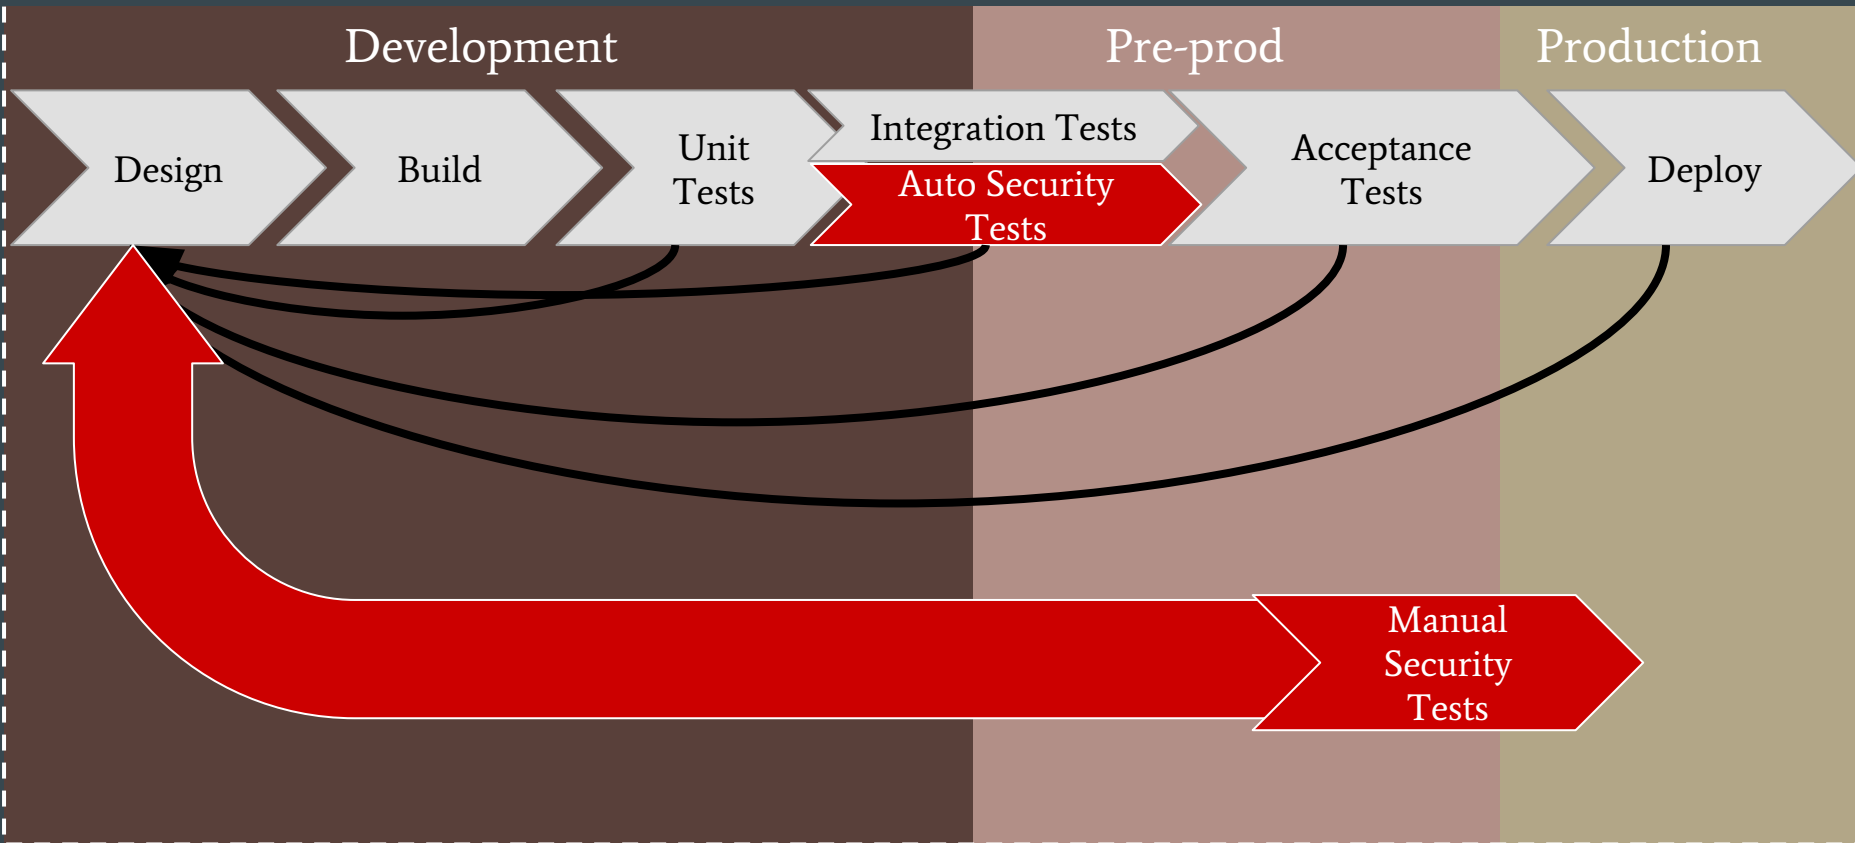 Development
Pre-prod
Production
Design
Build
Unit
Tests
Integration Tests
Auto Security
Tests
Acceptance
Tests
Deploy
Manual
Security
Tests